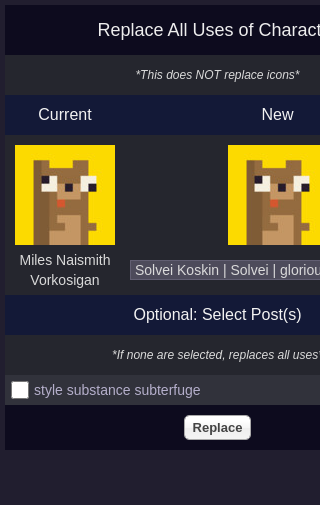 Replace All Uses of Charact
*This does NOT replace icons*
Current New
Miles Naismith
Vorkosigan
Solvei Koskin | Solvei | gloriou
Optional: Select Post(s)
*If none are selected, replaces all uses*
style substance subterfuge
Replace